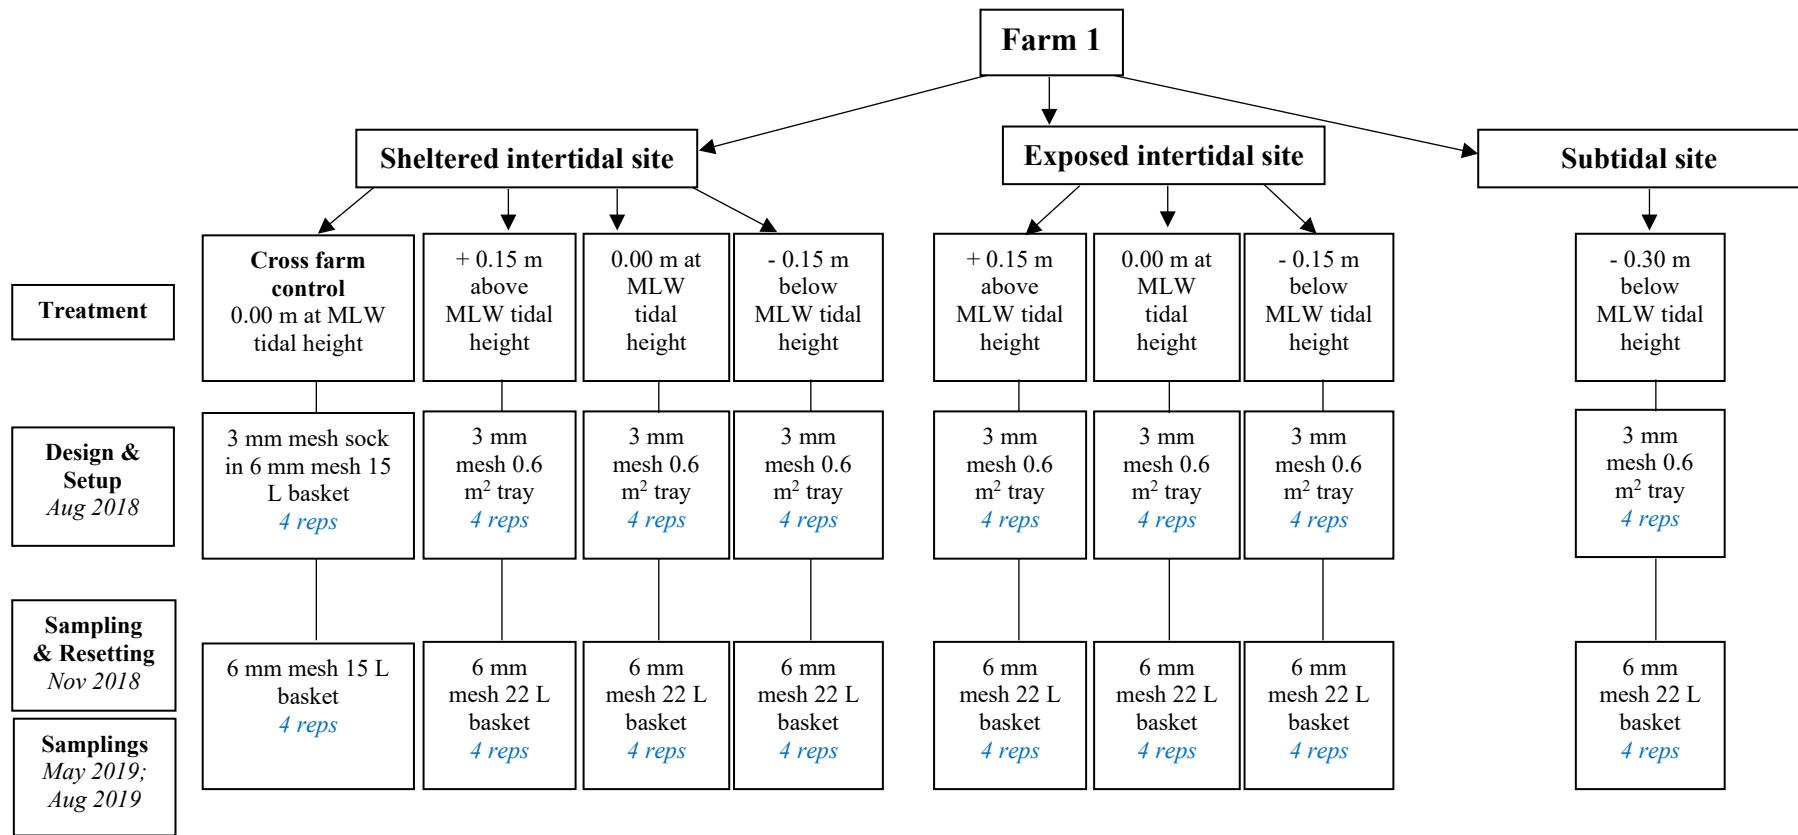 Farm 1
Sheltered intertidal site
Exposed intertidal site
Subtidal site
Treatment
Cross farm
control
0.00 m at MLW
tidal height
+ 0.15 m
above
MLW tidal
height
0.00 m at
MLW
tidal
height
- 0.15 m
below
MLW tidal
height
+ 0.15 m
above
MLW tidal
height
0.00 m at
MLW
tidal
height
- 0.15 m
below
MLW tidal
height
- 0.30 m
below
MLW tidal
height
Design &
Setup
Aug 2018
3 mm mesh sock
in 6 mm mesh 15
L basket
4 reps
3 mm
mesh 0.6
m² tray
4 reps
3 mm
mesh 0.6
m² tray
4 reps
3 mm
mesh 0.6
m² tray
4 reps
3 mm
mesh 0.6
m² tray
4 reps
3 mm
mesh 0.6
m² tray
4 reps
3 mm
mesh 0.6
m² tray
4 reps
3 mm
mesh 0.6
m² tray
4 reps
Sampling
& Resetting
Nov 2018
Samplings
May 2019;
Aug 2019
6 mm mesh 15 L
basket
4 reps
6 mm
mesh 22 L
basket
4 reps
6 mm
mesh 22 L
basket
4 reps
6 mm
mesh 22 L
basket
4 reps
6 mm
mesh 22 L
basket
4 reps
6 mm
mesh 22 L
basket
4 reps
6 mm
mesh 22 L
basket
4 reps
6 mm
mesh 22 L
basket
4 reps